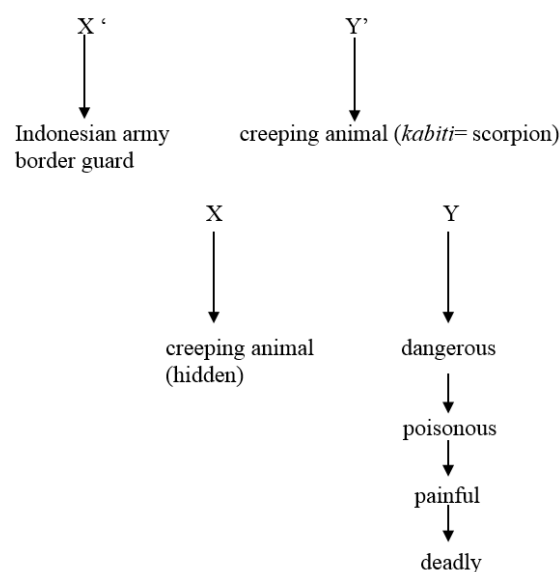 X ‘ Y’
Indonesian army creeping animal (kabiti= scorpion)
border guard
X Y
creeping animal dangerous
(hidden)
poisonous
painful
deadly